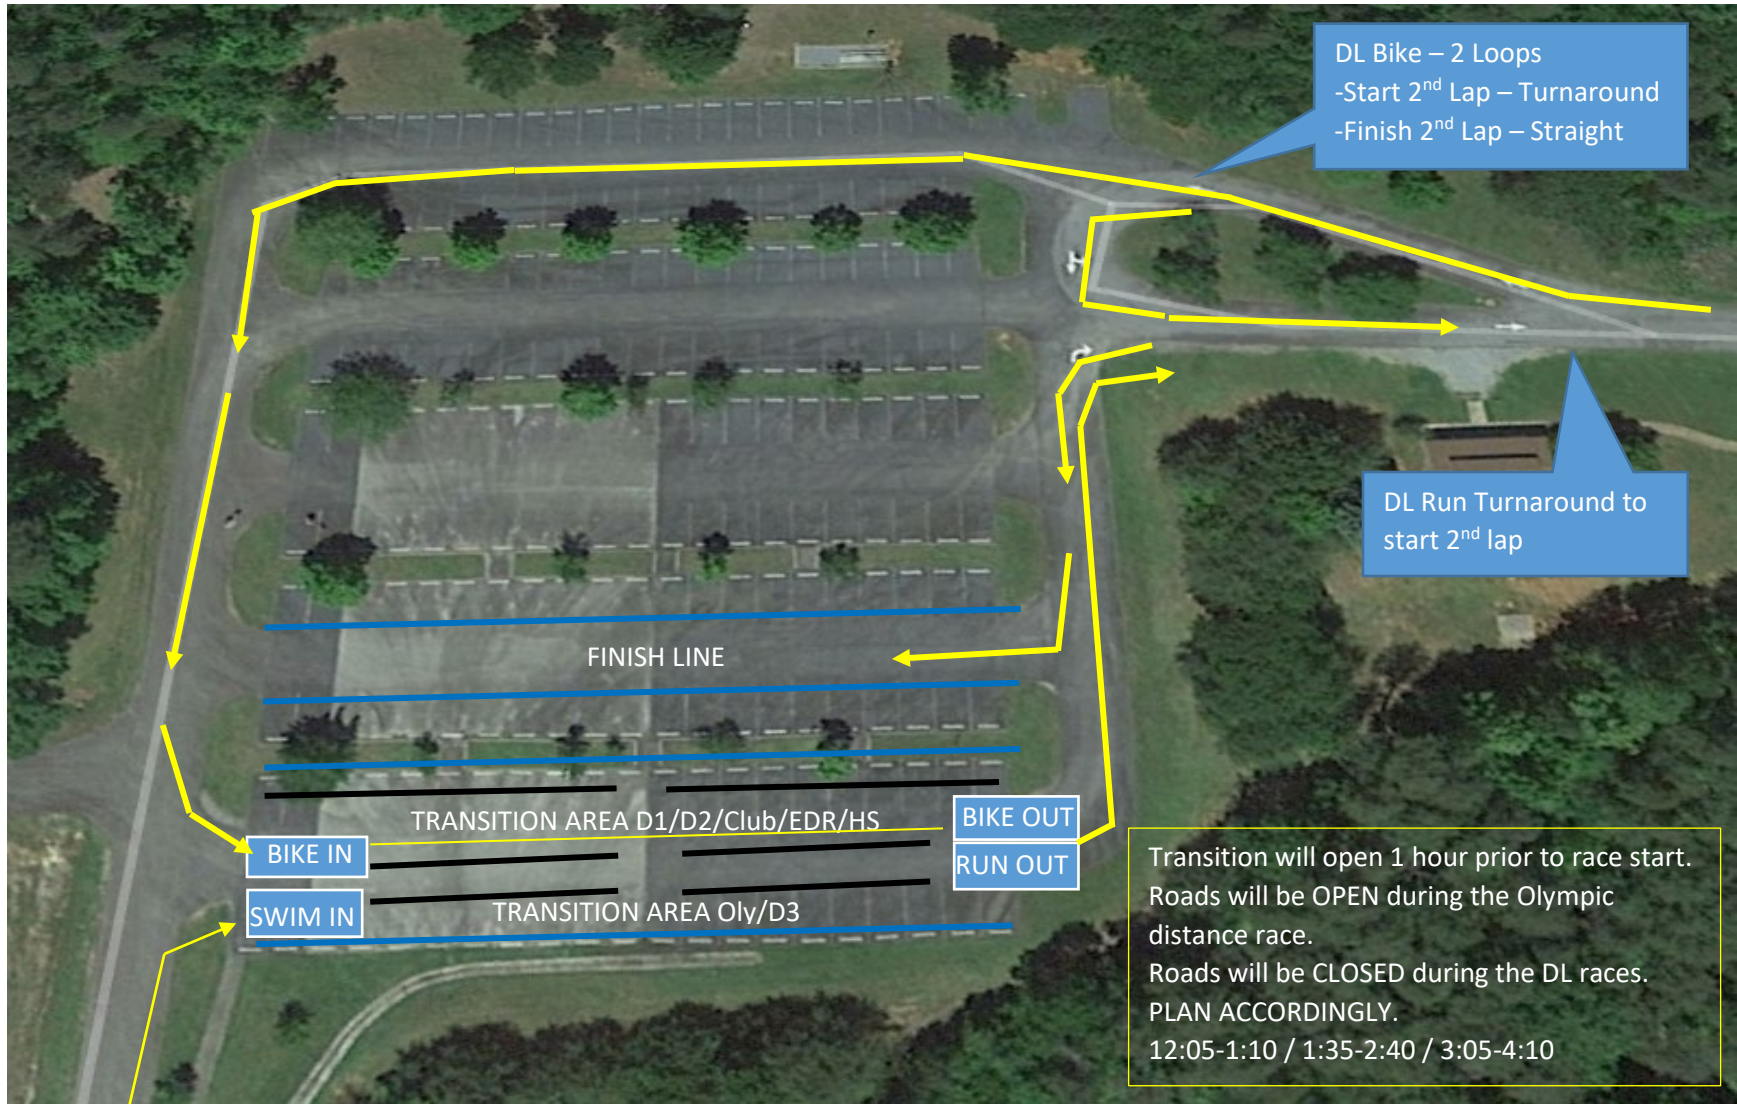 DL Bike – 2 Loops
-Start 2nd Lap – Turnaround
-Finish 2nd Lap – Straight
DL Run Turnaround to
start 2nd lap
FINISH LINE
TRANSITION AREA D1/D2/Club/EDR/HS
BIKE OUT
BIKE IN
RUN OUT
SWIM IN
TRANSITION AREA Oly/D3
Transition will open 1 hour prior to race start.
Roads will be OPEN during the Olympic
distance race.
Roads will be CLOSED during the DL races.
PLAN ACCORDINGLY.
12:05-1:10 / 1:35-2:40 / 3:05-4:10